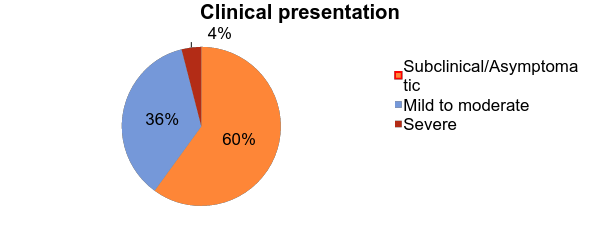 Clinical presentation
4%
36%
60%
Subclinical/Asymptoma
tic
Mild to moderate
Severe